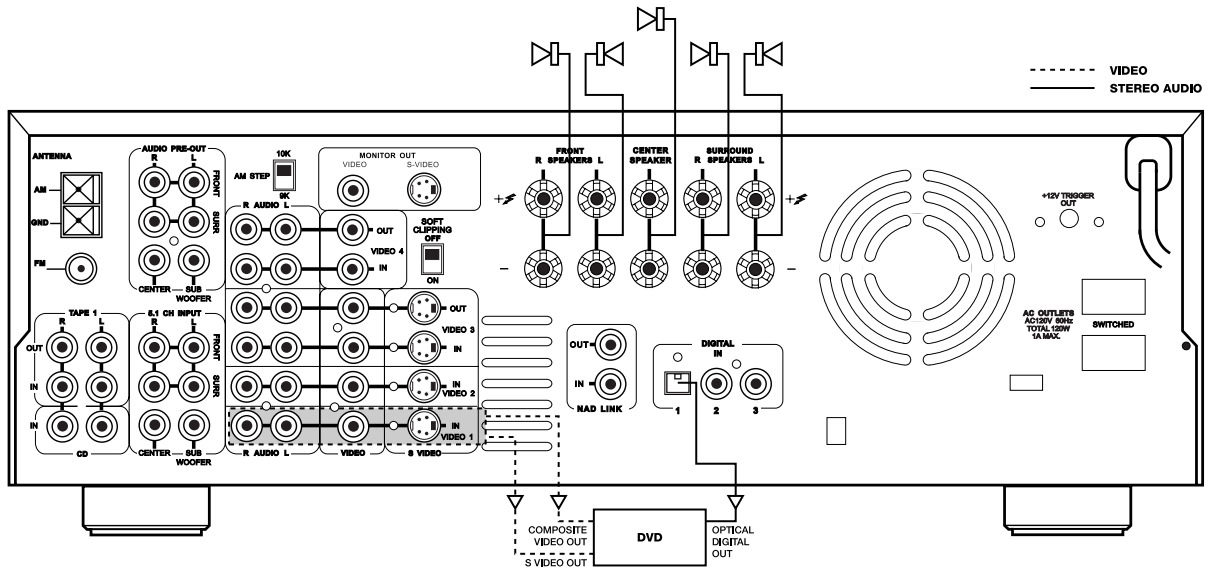 VIDEO
STEREO AUDIO
ANTENNA
AM
GND
FM
AUDIO PRE-OUT
R L
FRONT
SURR
CENTER SUB
WOOFER
10K
AM STEP
9K
MONITOR OUT
VIDEO S-VIDEO
R AUDIO L
OUT
VIDEO 4
IN
SOFT
CLIPPING
OFF
ON
FRONT
R SPEAKERS L
CENTER
SPEAKER
SURROUND
R SPEAKERS L
+
+
–
–
+12V TRIGGER
OUT
AC OUTLETS
AC120V 60Hz
TOTAL 120W
1A MAX.
SWITCHED
TAPE 1
R L
OUT
IN
IN
CD
5.1 CH INPUT
R L
FRONT
SURR
CENTER SUB
WOOFER
OUT
VIDEO 3
IN
IN
VIDEO 2
IN
VIDEO 1
R AUDIO L VIDEO S VIDEO
OUT
IN
NAD LINK
DIGITAL
IN
1 2 3
COMPOSITE
VIDEO OUT
S VIDEO OUT
DVD
OPTICAL
DIGITAL
OUT